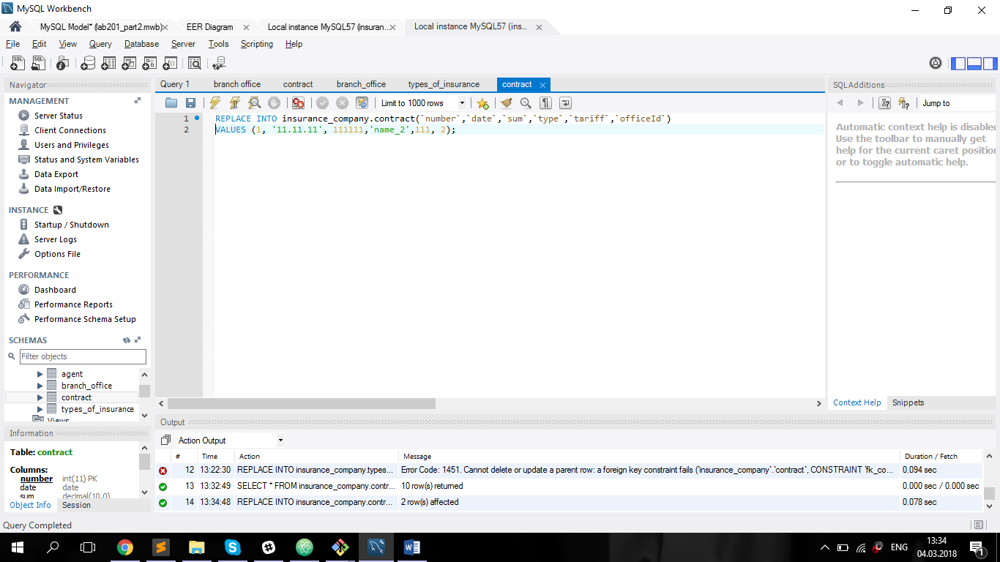 MySQL Workbench
MySQL Model* (lab201_part2.mwb)
EER Diagram
Local instance MySQL57 (insuran...
Local instance MySQL57 (ins...
File Edit View Query Database Server Tools Scripting Help
Navigator
MANAGEMENT
Server Status
Client Connections
Users and Privileges
Status and System Variables
Data Export
Data Import/Restore
INSTANCE
Startup / Shutdown
Server Logs
Options File
PERFORMANCE
Dashboard
Performance Reports
Performance Schema Setup
SCHEMAS
Filter objects
agent
branch_office
contract
types_of_insurance
Views
Information
Table: contract
Columns:
number int(11) PK
date date
sum decimal(10,0)
Object Info Session
Query 1 branch office contract branch_office types_of_insurance contract
Limit to 1000 rows
1 REPLACE INTO insurance_company.contract(`number`,`date`,`sum`,`type`,`tariff`,`officeId`)
2 VALUES (1, '11.11.11', 111111,'name_2',111, 2);
SQLAdditions
Jump to
Automatic context help is disabled
Use the toolbar to manually get
help for the current caret position
or to toggle automatic help.
Context Help Snippets
Output
Action Output
# Time Action Message Duration / Fetch
12 13:22:30 REPLACE INTO insurance_company.types... Error Code: 1451. Cannot delete or update a parent row: a foreign key constraint fails (`insurance_company`.`contract`, CONSTRAINT `fk_co... 0.094 sec
13 13:32:49 SELECT * FROM insurance_company.contr... 10 row(s) returned 0.000 sec / 0.000 sec
14 13:34:48 REPLACE INTO insurance_company.contr... 2 row(s) affected 0.078 sec
Query Completed
ENG
13:34
04.03.2018
1